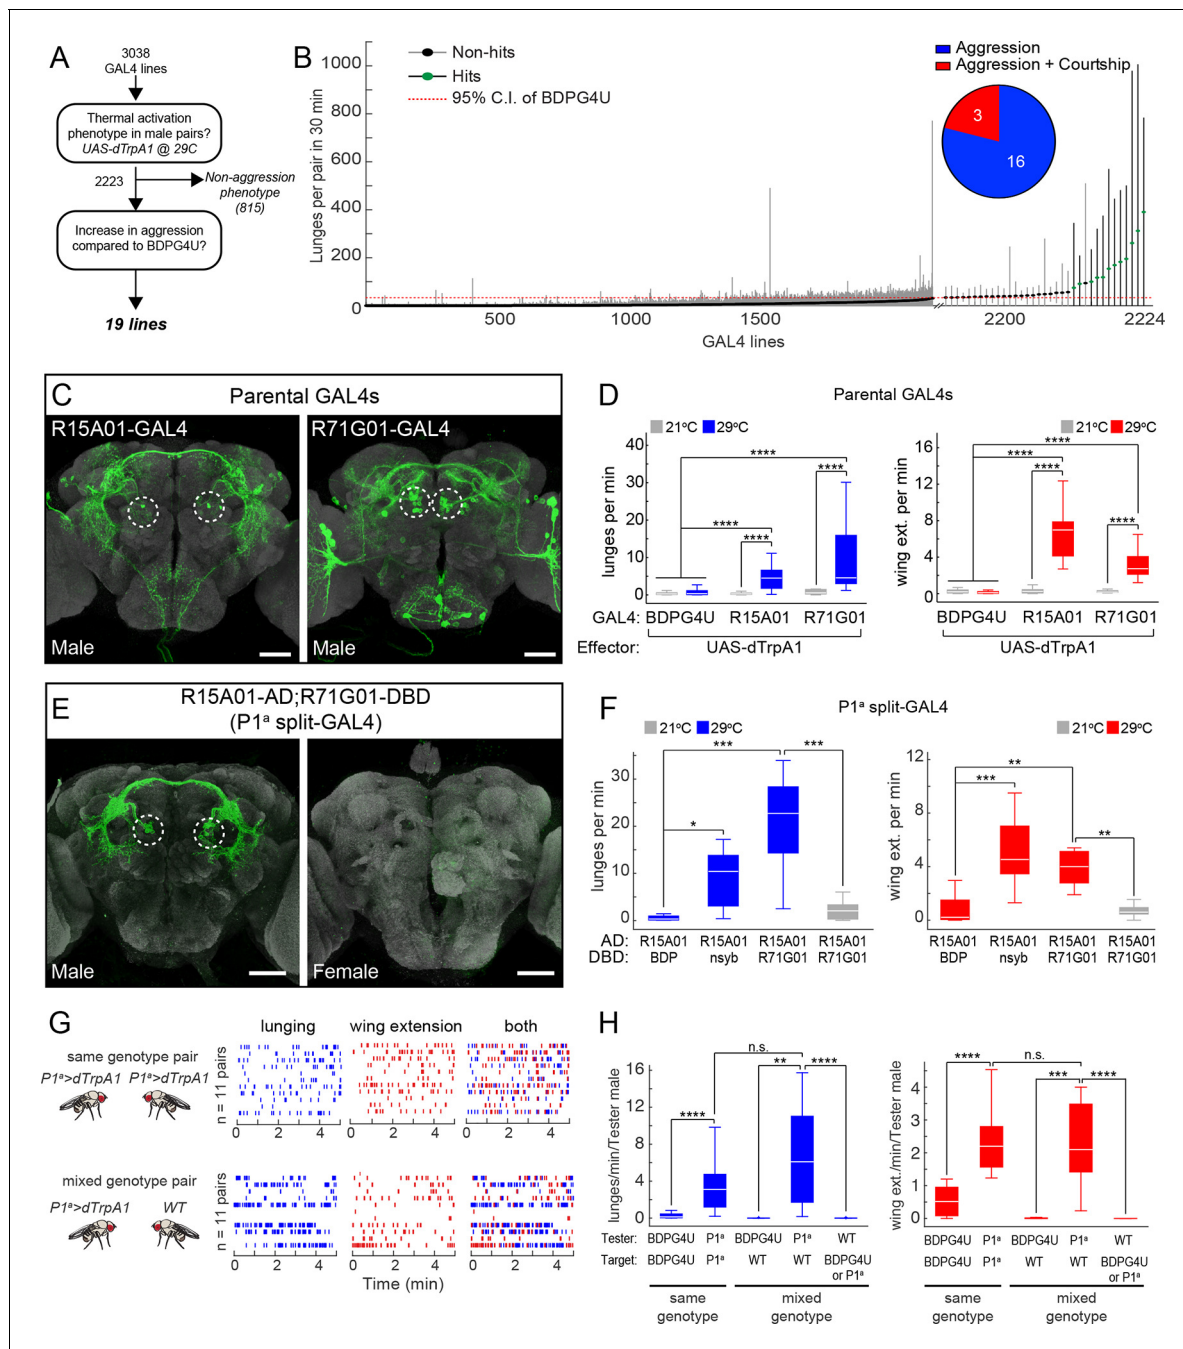 A
3038
GAL4 lines
Thermal activation
phenotype in male pairs?
UAS-dTrpA1 @ 29C
2223
Non-aggression
phenotype
(815)
Increase in aggression
compared to BDPG4U?
19 lines
B
Lunges per pair in 30 min
1000
800
600
400
200
0
Non-hits
Hits
95% C.I. of BDPG4U
Aggression
Aggression + Courtship
3
16
500
1000
1500
2200
2224
GAL4 lines
C
Parental GAL4s
R15A01-GAL4
R71G01-GAL4
Male
Male
D
Parental GAL4s
21ºC 29ºC
lunges per min
40
30
20
10
0
****
****
****
****
GAL4: BDPG4U R15A01 R71G01
Effector: UAS-dTrpA1
21ºC 29ºC
wing ext. per min
16
12
8
4
0
****
****
****
****
BDPG4U R15A01 R71G01
UAS-dTrpA1
E
R15A01-AD;R71G01-DBD
(P1ª split-GAL4)
Male
Female
F
P1ª split-GAL4
21ºC 29ºC
lunges per min
30
20
10
0
***
***
*
AD: R15A01 R15A01 R15A01 R15A01
DBD: BDP nsyb R71G01 R71G01
21ºC 29ºC
wing ext. per min
12
8
4
0
**
***
**
R15A01 R15A01 R15A01 R15A01
BDP nsyb R71G01 R71G01
G
lunging wing extension both
same genotype pair
P1ª>dTrpA1 P1ª>dTrpA1
n = 11 pairs
0 2 4 0 2 4 0 2 4
mixed genotype pair
P1ª>dTrpA1 WT
n = 11 pairs
0 2 4 0 2 4 0 2 4
Time (min)
H
lunges/min/Tester male
16
12
8
4
0
n.s.
** ****
****
Tester: BDPG4U P1ª BDPG4U P1ª WT
Target: BDPG4U P1ª WT WT BDPG4U
or P1ª
same
genotype
mixed
genotype
wing ext./min/Tester male
4
3
2
1
0
**** n.s.
*** ****
BDPG4U P1ª BDPG4U P1ª WT
BDPG4U P1ª WT WT BDPG4U
or P1ª
same
genotype
mixed
genotype